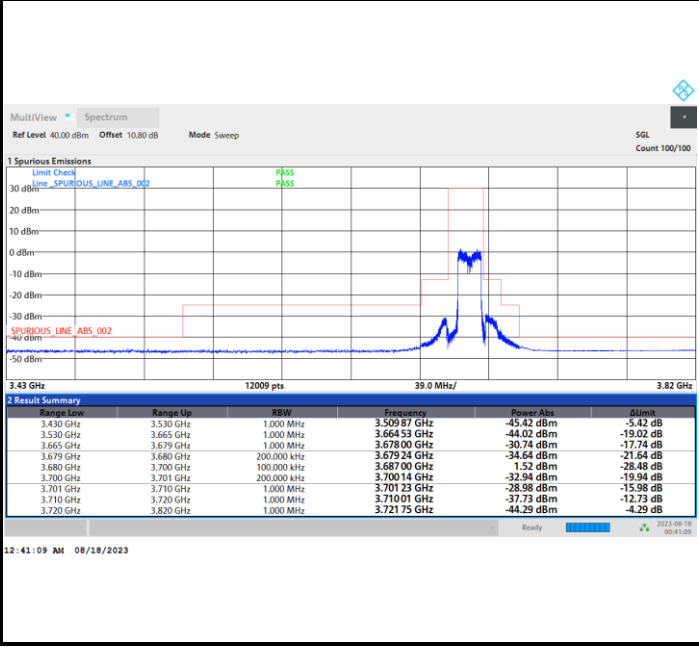 MultiView Spectrum
Ref Level 40.00 dBm Offset 10.80 dB Mode Sweep SGL
Count 100/100
1 Spurious Emissions
Limit Check PASS
Line _SPURIOUS_LINE_ABS_002 PASS
30 dBm
20 dBm
10 dBm
0 dBm
-10 dBm
-20 dBm
-30 dBm
_SPURIOUS_LINE_ABS_002
-40 dBm
-50 dBm
3.43 GHz 12009 pts 39.0 MHz/ 3.82 GHz
2 Result Summary
Range Low Range Up RBW Frequency Power Abs ΔLimit
3.430 GHz 3.530 GHz 1.000 MHz 3.509 87 GHz -45.42 dBm -5.42 dB
3.530 GHz 3.665 GHz 1.000 MHz 3.664 53 GHz -44.02 dBm -19.02 dB
3.665 GHz 3.679 GHz 1.000 MHz 3.678 00 GHz -30.74 dBm -17.74 dB
3.679 GHz 3.680 GHz 200.000 kHz 3.679 24 GHz -34.64 dBm -21.64 dB
3.680 GHz 3.700 GHz 100.000 kHz 3.687 00 GHz 1.52 dBm -28.48 dB
3.700 GHz 3.701 GHz 200.000 kHz 3.700 14 GHz -32.94 dBm -19.94 dB
3.701 GHz 3.710 GHz 1.000 MHz 3.701 23 GHz -28.98 dBm -15.98 dB
3.710 GHz 3.720 GHz 1.000 MHz 3.710 01 GHz -37.73 dBm -12.73 dB
3.720 GHz 3.820 GHz 1.000 MHz 3.721 75 GHz -44.29 dBm -4.29 dB
Ready 2023-08-18
00:41:09
12:41:09 AM 08/18/2023